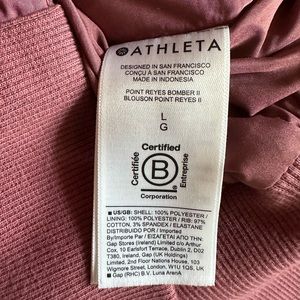 ATHLETA
DESIGNED IN SAN FRANCISCO
CONÇU À SAN FRANCISCO
MADE IN INDONESIA
POINT REYES BOMBER II
BLOUSON POINT REYES II
L
G
Certified
Certifiée
B
®
Entreprise
Corporation
■ US/GB: SHELL: 100% POLYESTER /
LINING: 100% POLYESTER / RIB: 97%
COTTON, 3% SPANDEX / ELASTANE
DISTRIBUIDO POR / Imported
By/Importe Par / ΕΙΣΑΓΕΤΑΙ ΑΠΟ ΤΗΝ:
Gap Stores (Ireland) Limited c/o Arthur
Cox, 10 Earlsfort Terrace, Dublin 2, D02
T380, Ireland, Gap (UK Holdings)
Limited, 2nd Floor Nova House, 103
Wigmore Street, London, W1U 1QS, UK
■ Gap (RHC) B.V. Luna ArenA,